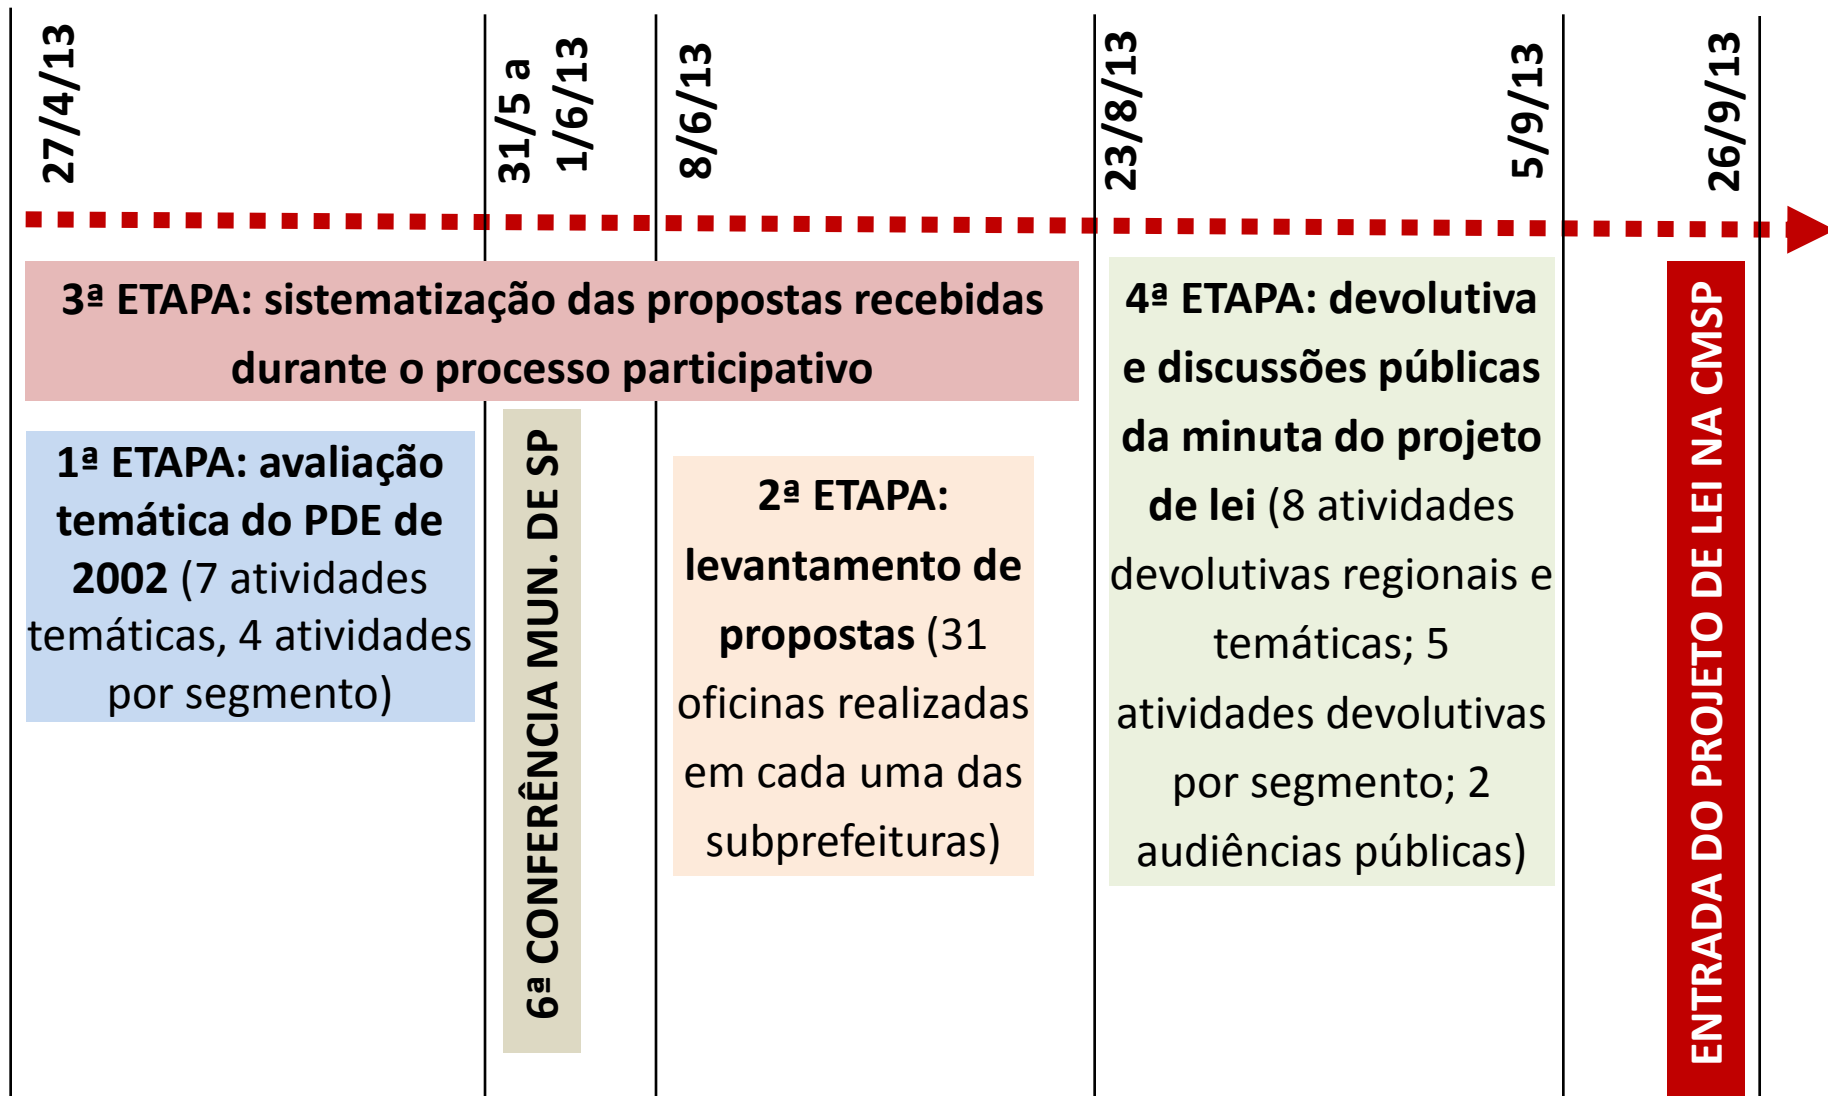 27/4/13
31/5 a
1/6/13
8/6/13
23/8/13
5/9/13
26/9/13
3ª ETAPA: sistematização das propostas recebidas
durante o processo participativo
1ª ETAPA: avaliação
temática do PDE de
2002 (7 atividades
temáticas, 4 atividades
por segmento)
6ª CONFERÊNCIA MUN. DE SP
2ª ETAPA:
levantamento de
propostas (31
oficinas realizadas
em cada uma das
subprefeituras)
4ª ETAPA: devolutiva
e discussões públicas
da minuta do projeto
de lei (8 atividades
devolutivas regionais e
temáticas; 5
atividades devolutivas
por segmento; 2
audiências públicas)
ENTRADA DO PROJETO DE LEI NA CMSP